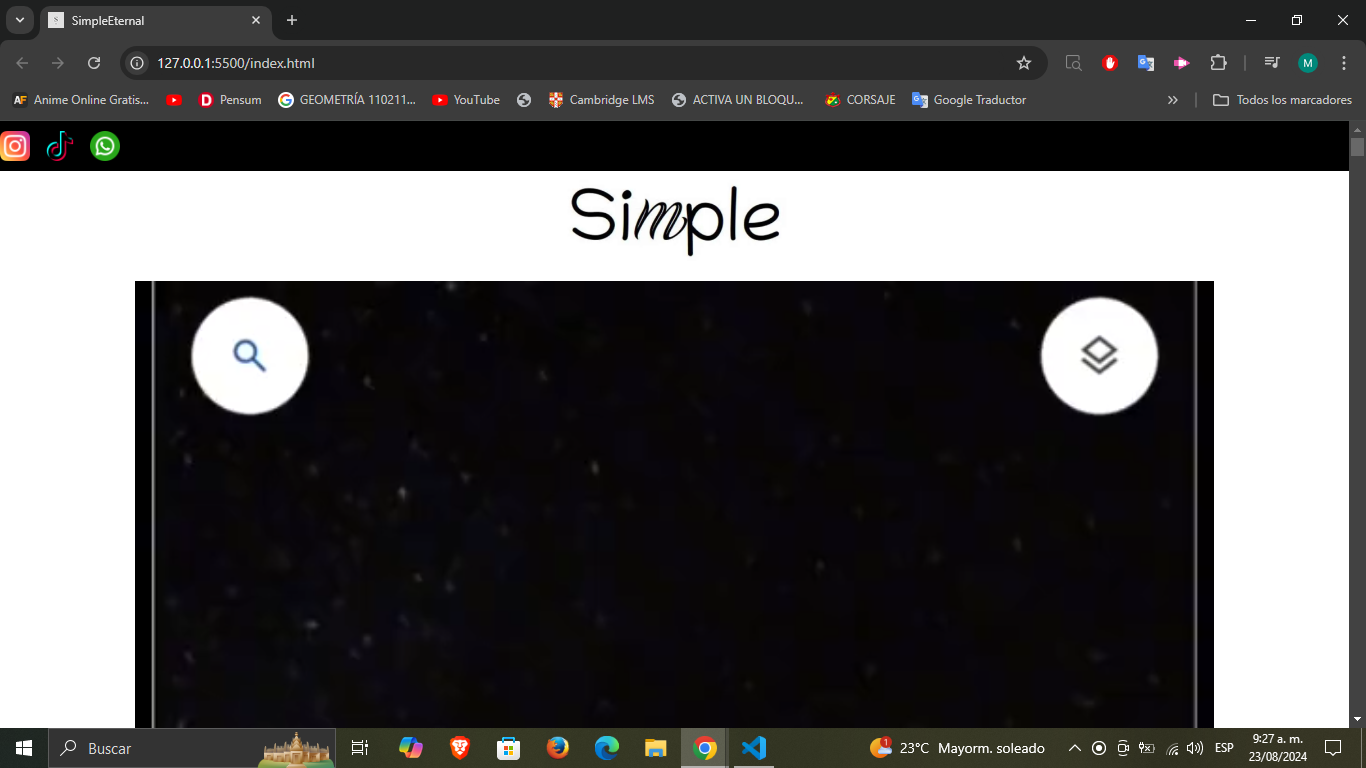 SimpleEternal
127.0.0.1:5500/index.html
M
AF Anime Online Gratis... D Pensum G GEOMETRÍA 110211... YouTube Cambridge LMS ACTIVA UN BLOQU... CORSAJE Google Traductor » Todos los marcadores
Simple
Buscar 1 23°C Mayorm. soleado ESP 9:27 a. m.
23/08/2024